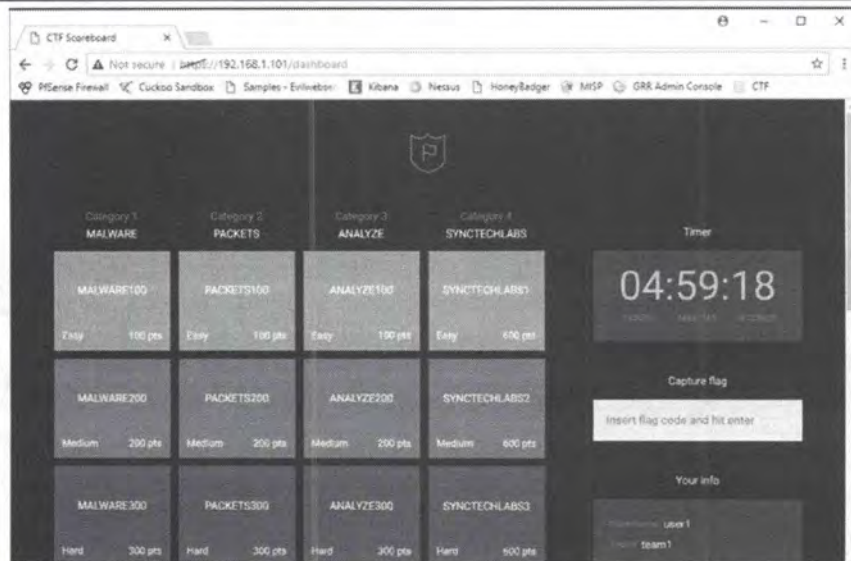 CTF Scoreboard
Not secure | https://192.168.1.101/dashboard
PfSense Firewall Cuckoo Sandbox Samples - Evilwebser Kibana Nessus HoneyBadger MISP GRR Admin Console CTF
Category 1 Category 2 Category 3 Category 4
MALWARE PACKETS ANALYZE SYNCTECHLABS
Timer
MALWARE100 PACKETS100 ANALYZE100 SYNCTECHLABS1
04:59:18
Easy 100 pts Easy 100 pts Easy 100 pts Easy 600 pts
Capture flag
MALWARE200 PACKETS200 ANALYZE200 SYNCTECHLABS2
Insert flag code and hit enter
Medium 200 pts Medium 200 pts Medium 200 pts Medium 600 pts
Your info
MALWARE300 PACKETS300 ANALYZE300 SYNCTECHLABS3
user1
team1
Hard 300 pts Hard 300 pts Hard 300 pts Hard 600 pts